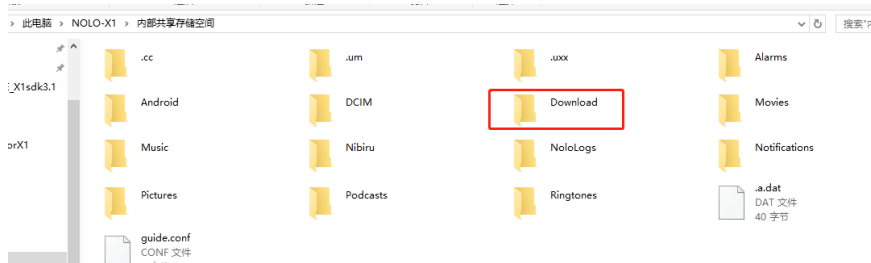 › 此电脑 › NOLO-X1 › 内部共享存储空间
搜索"内
E_X1sdk3.1
orX1
.cc
.um
.uxx
Alarms
Android
DCIM
Download
Movies
Music
Nibiru
NoloLogs
Notifications
Pictures
Podcasts
Ringtones
.a.dat
DAT 文件
40 字节
guide.conf
CONF 文件